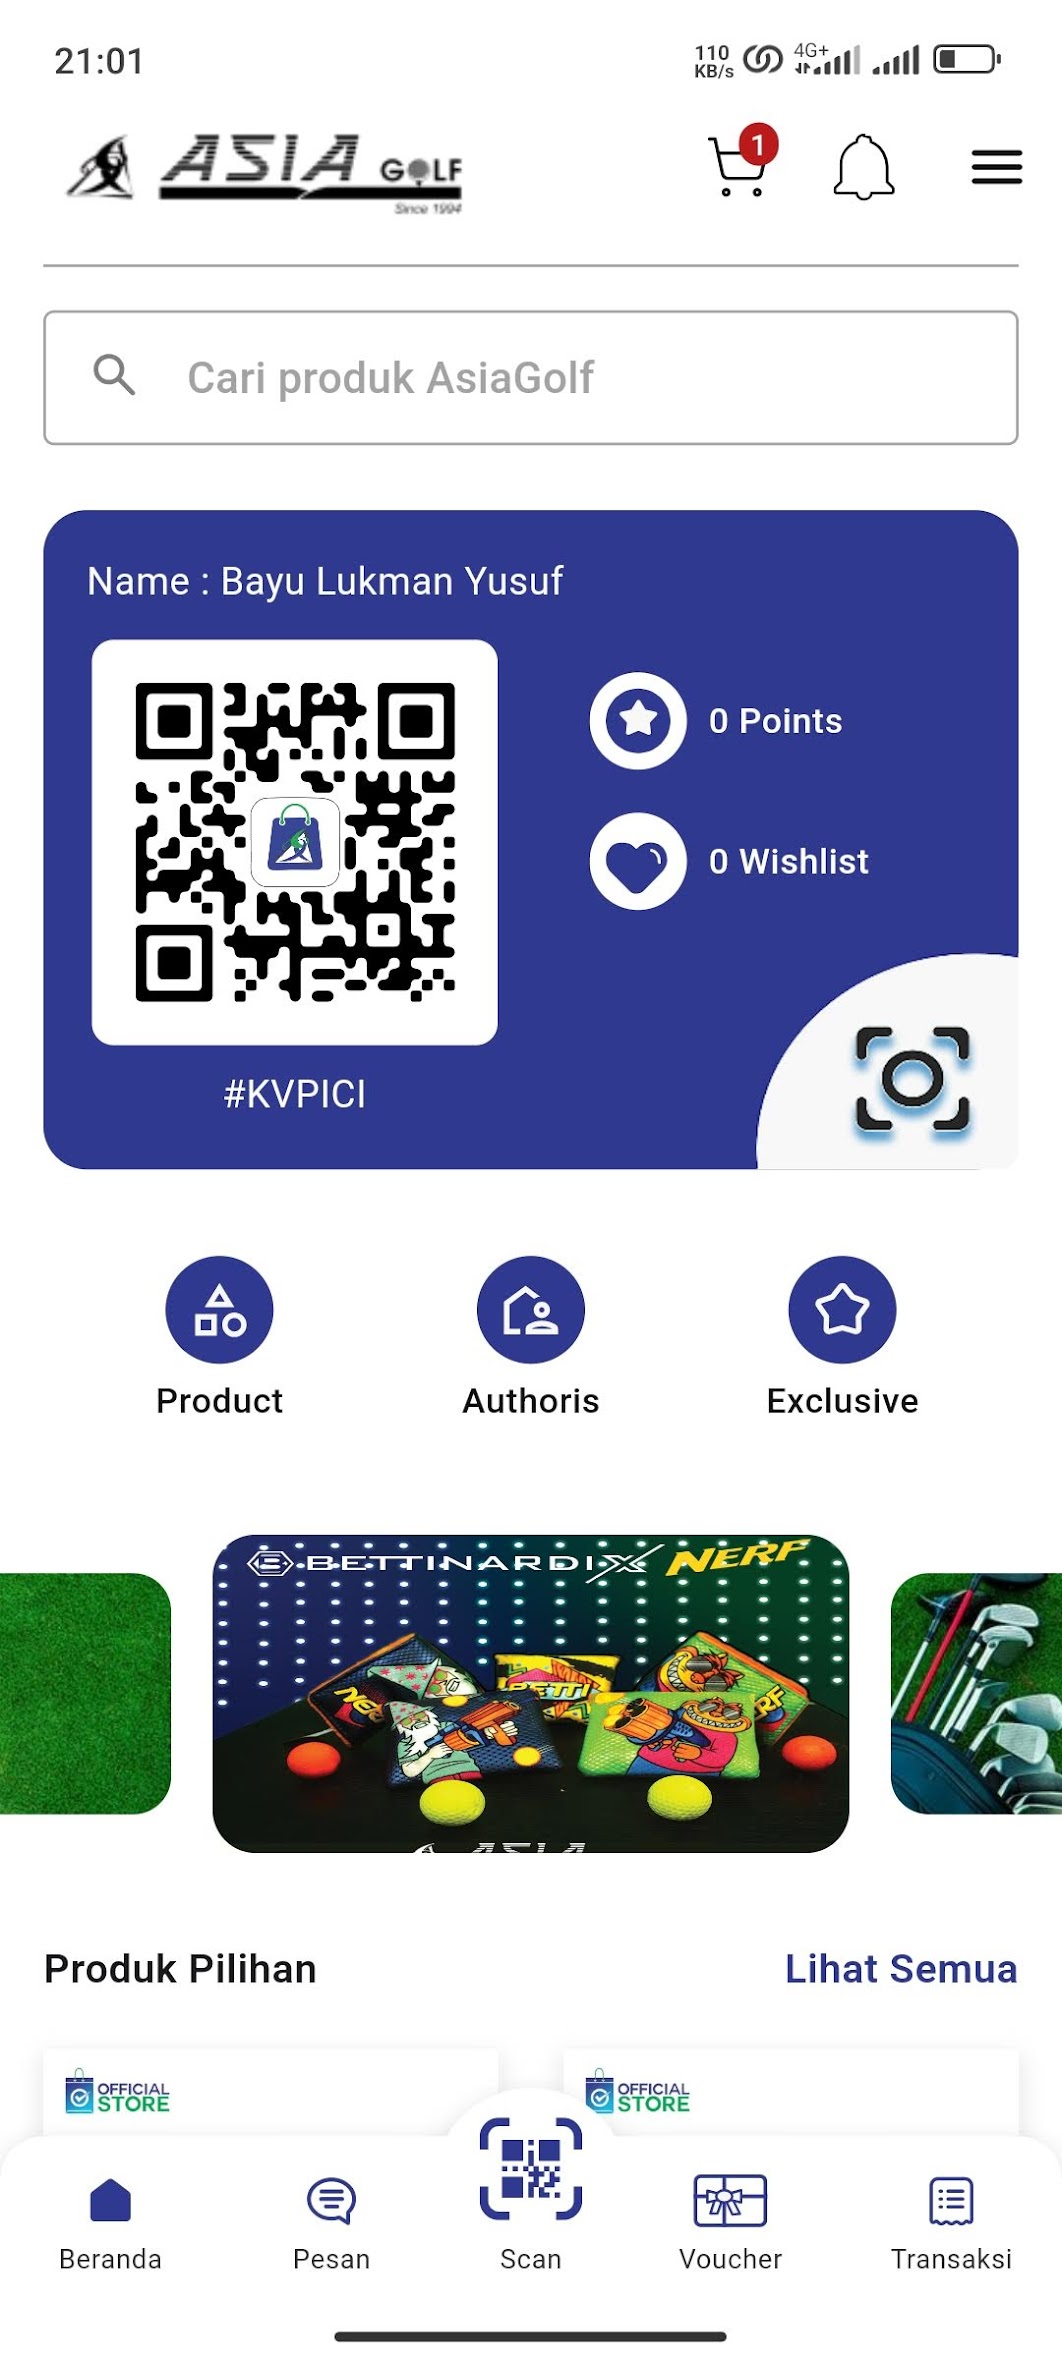 21:01
110
KB/s
4G+
ASIA GOLF
Since 1994
1
Cari produk AsiaGolf
Name : Bayu Lukman Yusuf
0 Points
0 Wishlist
#KVPICI
Product
Authoris
Exclusive
BETTINARDI X NERF
BETTI
ASIA
Produk Pilihan
Lihat Semua
OFFICIAL
STORE
OFFICIAL
STORE
Beranda
Pesan
Scan
Voucher
Transaksi